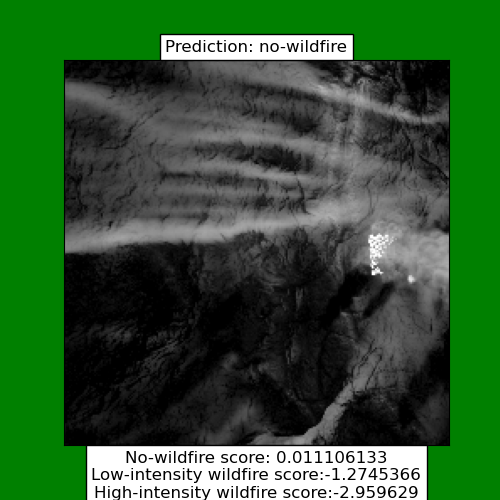 Prediction: no-wildfire
No-wildfire score: 0.011106133
Low-intensity wildfire score:-1.2745366
High-intensity wildfire score:-2.959629